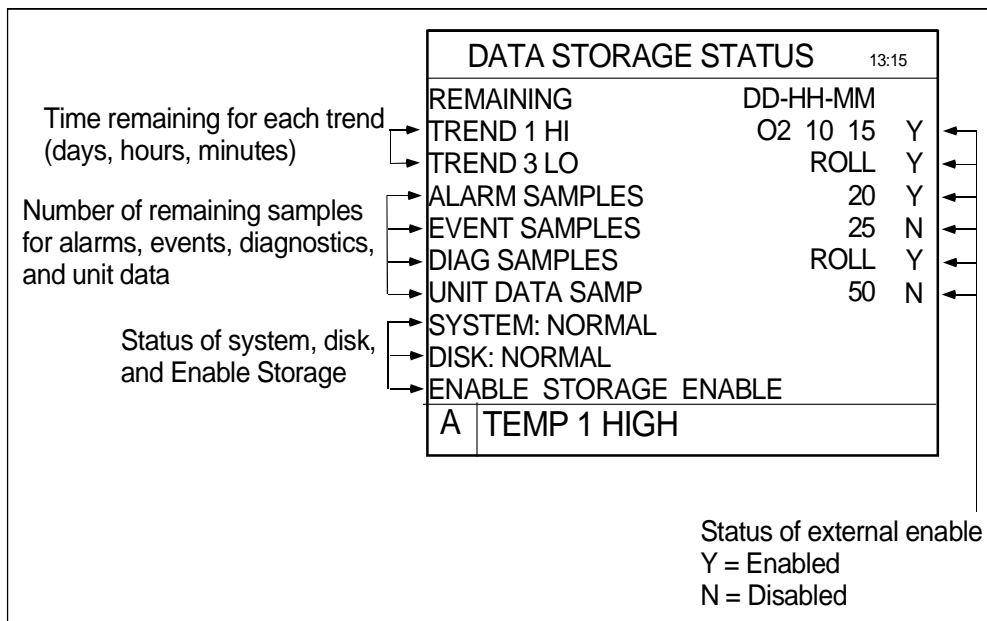 DATA STORAGE STATUS 13:15
REMAINING DD-HH-MM
TREND 1 HI O2 10 15 Y
TREND 3 LO ROLL Y
ALARM SAMPLES 20 Y
EVENT SAMPLES 25 N
DIAG SAMPLES ROLL Y
UNIT DATA SAMP 50 N
SYSTEM: NORMAL
DISK: NORMAL
ENABLE STORAGE ENABLE
A TEMP 1 HIGH
Time remaining for each trend
(days, hours, minutes)
Number of remaining samples
for alarms, events, diagnostics,
and unit data
Status of system, disk,
and Enable Storage
Status of external enable
Y = Enabled
N = Disabled